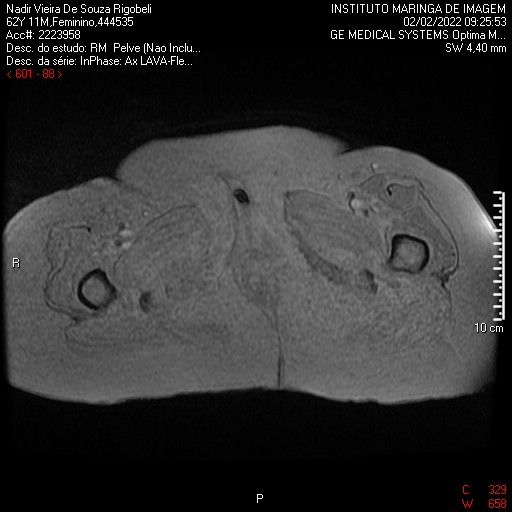 Nadir Vieira De Souza Rigobeli
62Y 11M,Feminino,444535
Acc#: 2223958
Desc. do estudo: RM Pelve (Nao Inclu...
Desc. da série: InPhase: Ax LAVA-Fle...
< 601 - 88 >
INSTITUTO MARINGA DE IMAGEM
02/02/2022 09:25:53
GE MEDICAL SYSTEMS Optima M...
SW 4,40 mm
R
10 cm
P
C 329
W 658